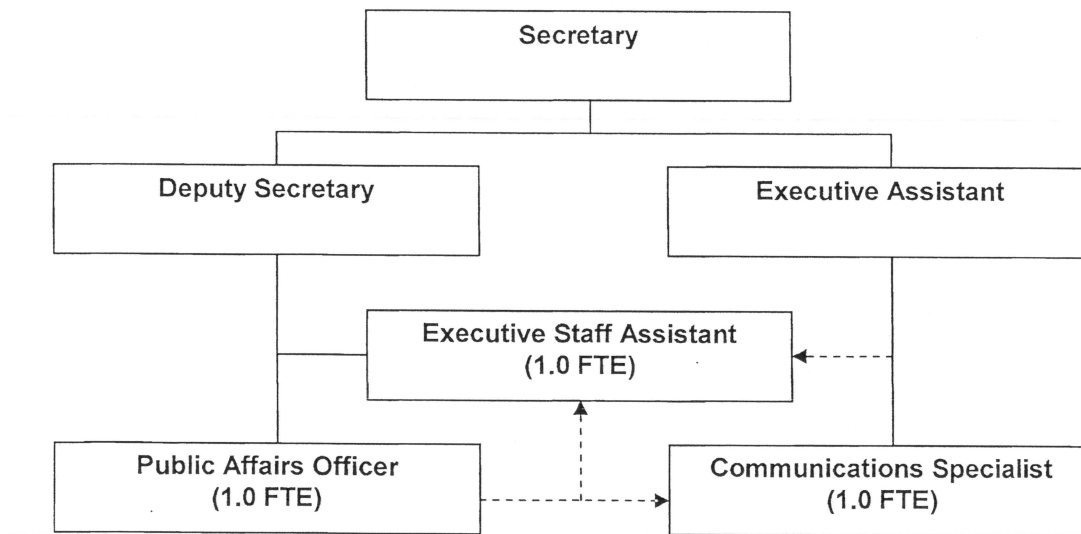 Secretary
Deputy Secretary
Executive Assistant
Executive Staff Assistant
(1.0 FTE)
Public Affairs Officer
(1.0 FTE)
Communications Specialist
(1.0 FTE)